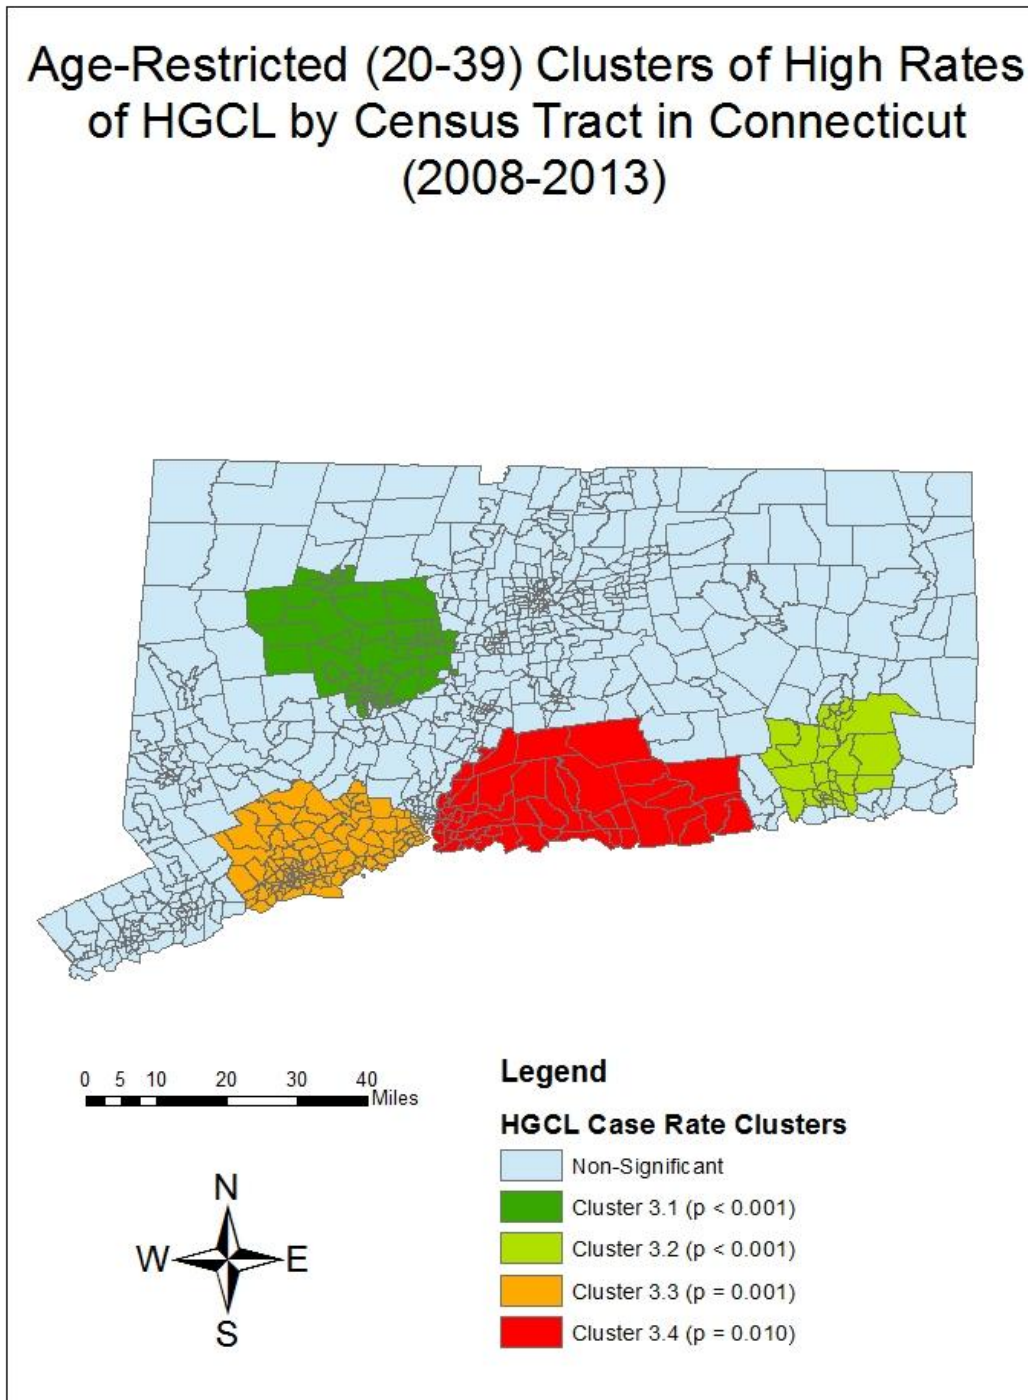 Age-Restricted (20-39) Clusters of High Rates
of HGCL by Census Tract in Connecticut
(2008-2013)
0 5 10 20 30 40
Miles
N
W E
S
Legend
HGCL Case Rate Clusters
Non-Significant
Cluster 3.1 (p < 0.001)
Cluster 3.2 (p < 0.001)
Cluster 3.3 (p = 0.001)
Cluster 3.4 (p = 0.010)